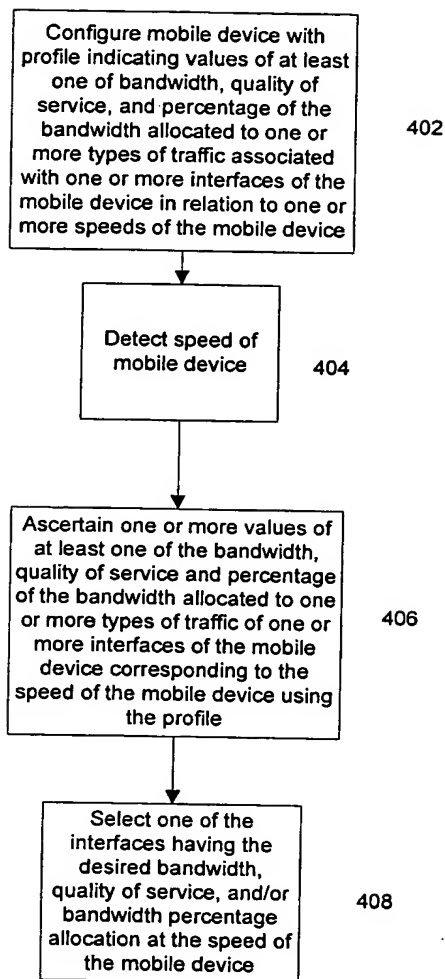 Configure mobile device with
profile indicating values of at least
one of bandwidth, quality of
service, and percentage of the
bandwidth allocated to one or
more types of traffic associated
with one or more interfaces of the
mobile device in relation to one or
more speeds of the mobile device
402
Detect speed of
mobile device
404
Ascertain one or more values of
at least one of the bandwidth,
quality of service and percentage
of the bandwidth allocated to one
or more types of traffic of one or
more interfaces of the mobile
device corresponding to the
speed of the mobile device using
the profile
406
Select one of the
interfaces having the
desired bandwidth,
quality of service, and/or
bandwidth percentage
allocation at the speed of
the mobile device
408